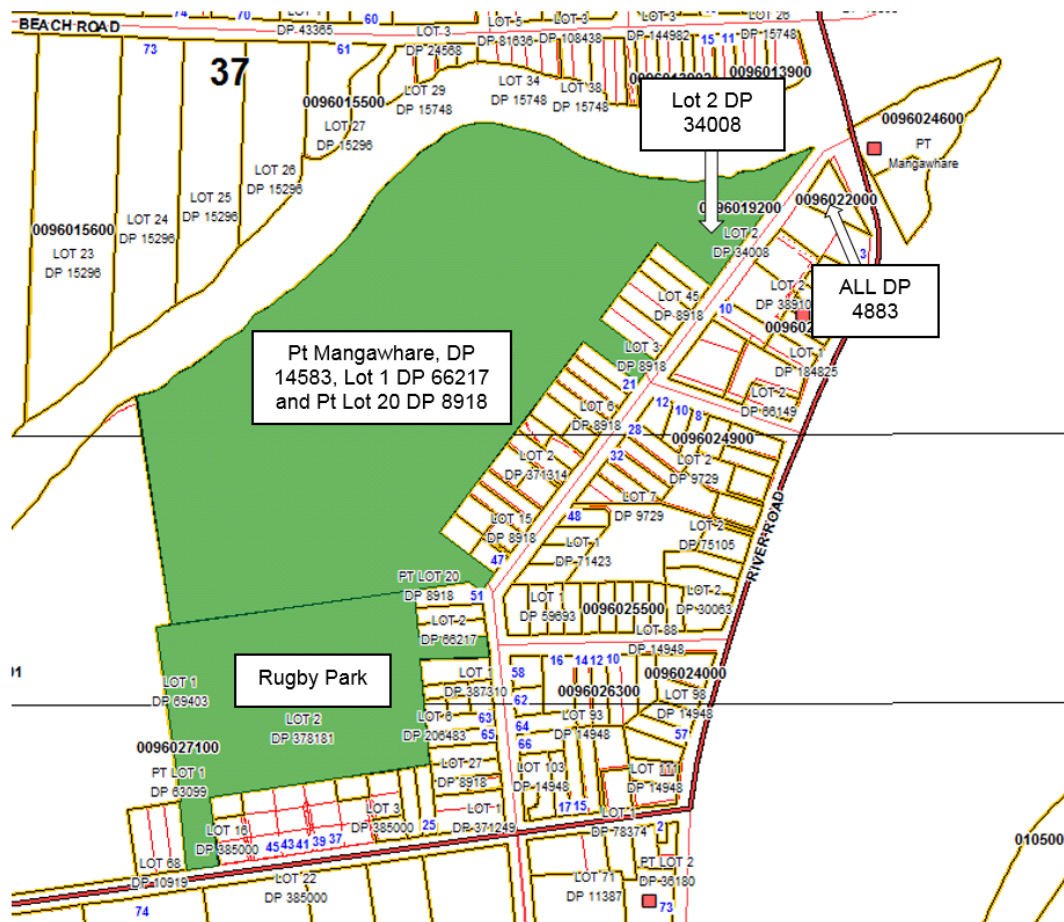 74
70
60
LOT 5
LOT 3
LOT 3
LOT 26
BEACH ROAD
DP 43365
LOT 3
DP 81636
DP 108438
DP 144982
DP 15748
73
61
DP 24568
15
11
37
LOT 29
DP 15748
LOT 34
DP 15748
LOT 38
DP 15748
0096013900
0096015500
LOT 27
DP 15296
Lot 2 DP
34008
0096024600
PT
Mangawhare
LOT 26
DP 15296
LOT 25
DP 15296
LOT 24
DP 15296
0096015600
LOT 23
DP 15296
0096019200
0096022000
LOT 2
DP 34008
3
ALL DP
4883
LOT 45
DP 8918
LOT 2
DP 38910
10
LOT 3
DP 8918
LOT 1
DP 184825
Pt Mangawhare, DP
14583, Lot 1 DP 66217
and Pt Lot 20 DP 8918
21
LOT 2
DP 66149
LOT 6
DP 8918
12
10
8
28
0096024900
32
LOT 2
DP 371314
LOT 2
DP 9729
LOT 7
DP 9729
LOT 15
DP 8918
48
LOT 1
DP 71423
LOT 2
DP 75105
RIVER ROAD
47
PT LOT 20
DP 8918
51
LOT 1
DP 59693
0096025500
LOT 2
DP 30063
LOT 2
DP 66217
LOT 88
DP 14948
Rugby Park
LOT 1
DP 69403
LOT 2
DP 378181
LOT 1
DP 387310
58
16
14
12
10
0096024000
0096026300
LOT 98
DP 14948
62
LOT 6
DP 206483
63
65
64
66
LOT 93
DP 14948
57
0096027100
PT LOT 1
DP 63099
LOT 27
DP 8918
LOT 103
DP 14948
LOT 111
DP 14948
LOT 3
DP 385000
LOT 1
DP 371249
17
15
LOT 1
DP 78374
2
LOT 16
DP 385000
45
43
41
39
37
25
LOT 68
DP 10919
LOT 22
DP 385000
74
LOT 71
DP 11387
PT LOT 2
DP 36180
73
010500